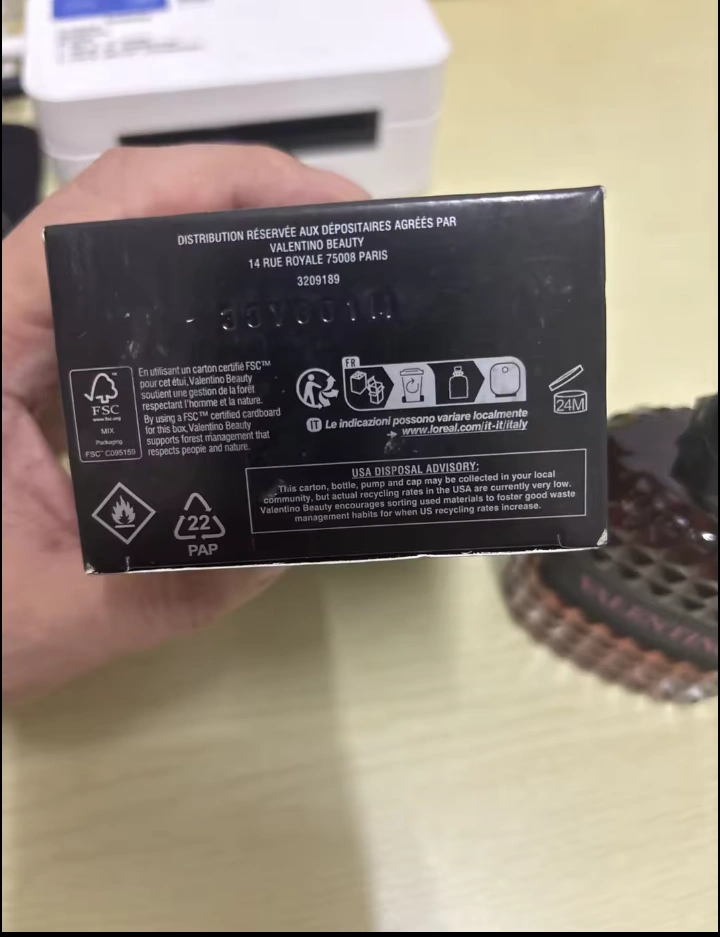 DISTRIBUTION RÉSERVÉE AUX DÉPOSITAIRES AGRÉÉS PAR
VALENTINO BEAUTY
14 RUE ROYALE 75008 PARIS
3209189
En utilisant un carton certifié FSC™
pour cet étui, Valentino Beauty
soutient une gestion de la forêt
respectant l'homme et la nature.
By using a FSC™ certified cardboard
for this box, Valentino Beauty
supports forest management that
respects people and nature.
FSC
www.fsc.org
MIX
Packaging
FSC™ C095159
FR
IT Le indicazioni possono variare localmente
www.loreal.com/it-it/italy
24M
USA DISPOSAL ADVISORY:
This carton, bottle, pump and cap may be collected in your local
community, but actual recycling rates in the USA are currently very low.
Valentino Beauty encourages sorting used materials to foster good waste
management habits for when US recycling rates increase.
22
PAP
VALENTIN